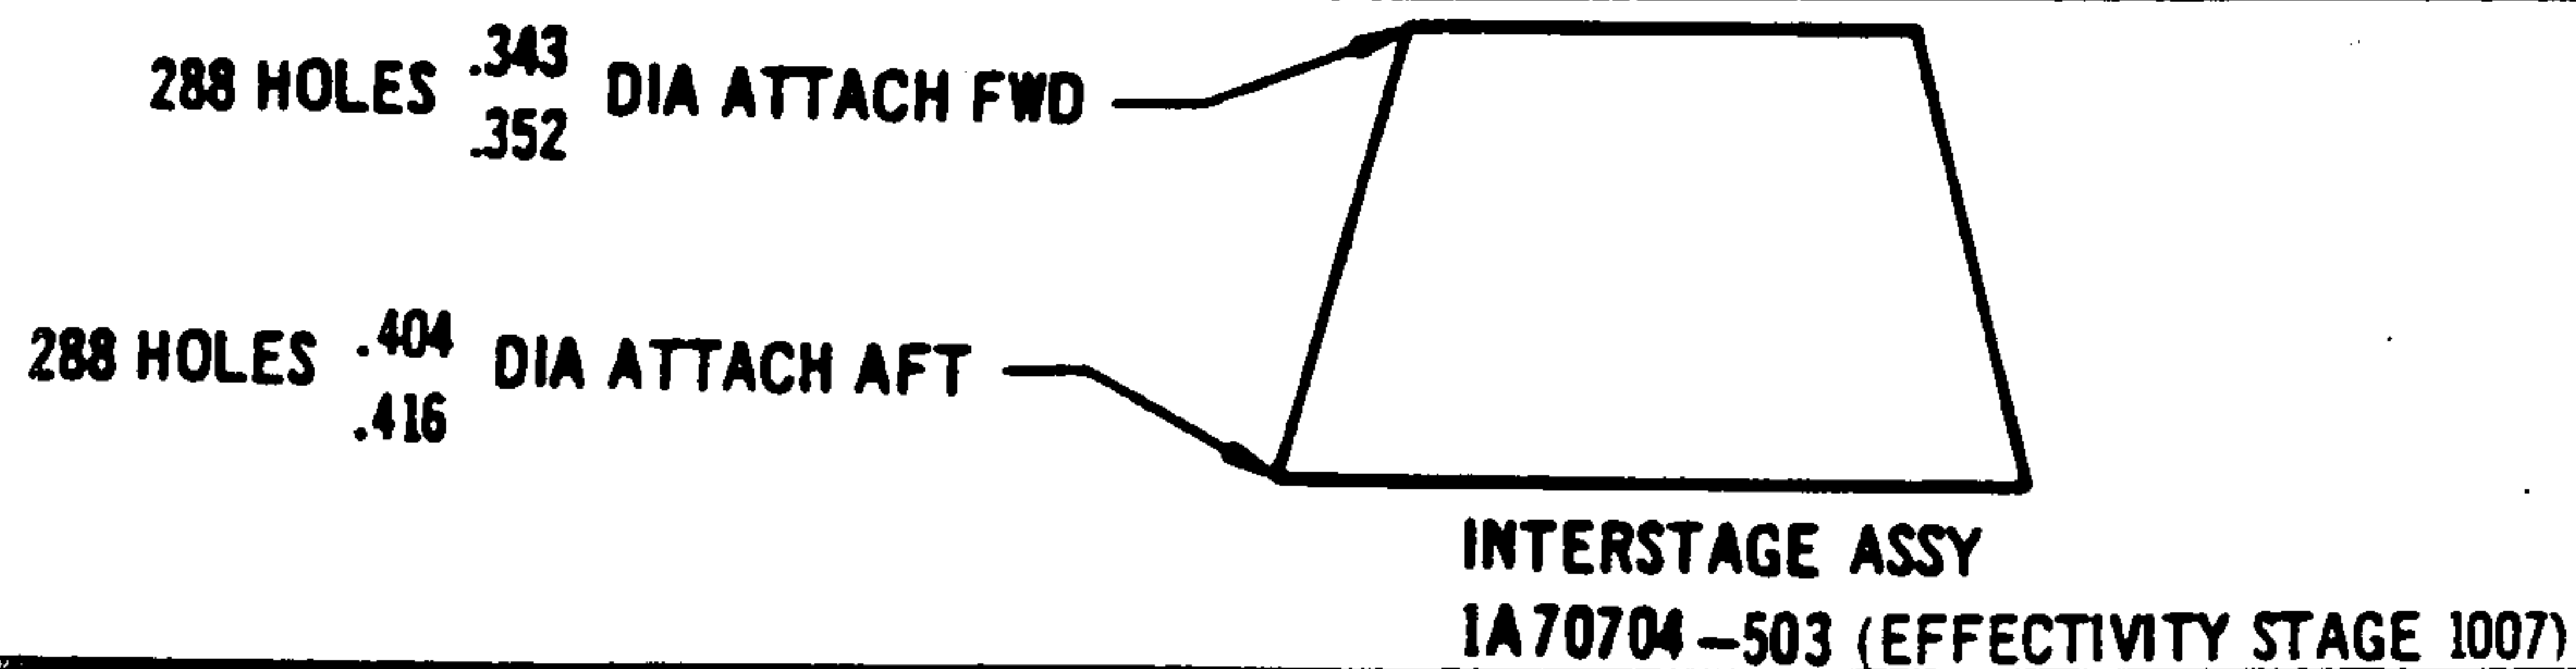 288 HOLES .343 DIA ATTACH FWD
.352
288 HOLES .404 DIA ATTACH AFT
.416
INTERSTAGE ASSY
1A70704-503 (EFFECTIVITY STAGE 1007)